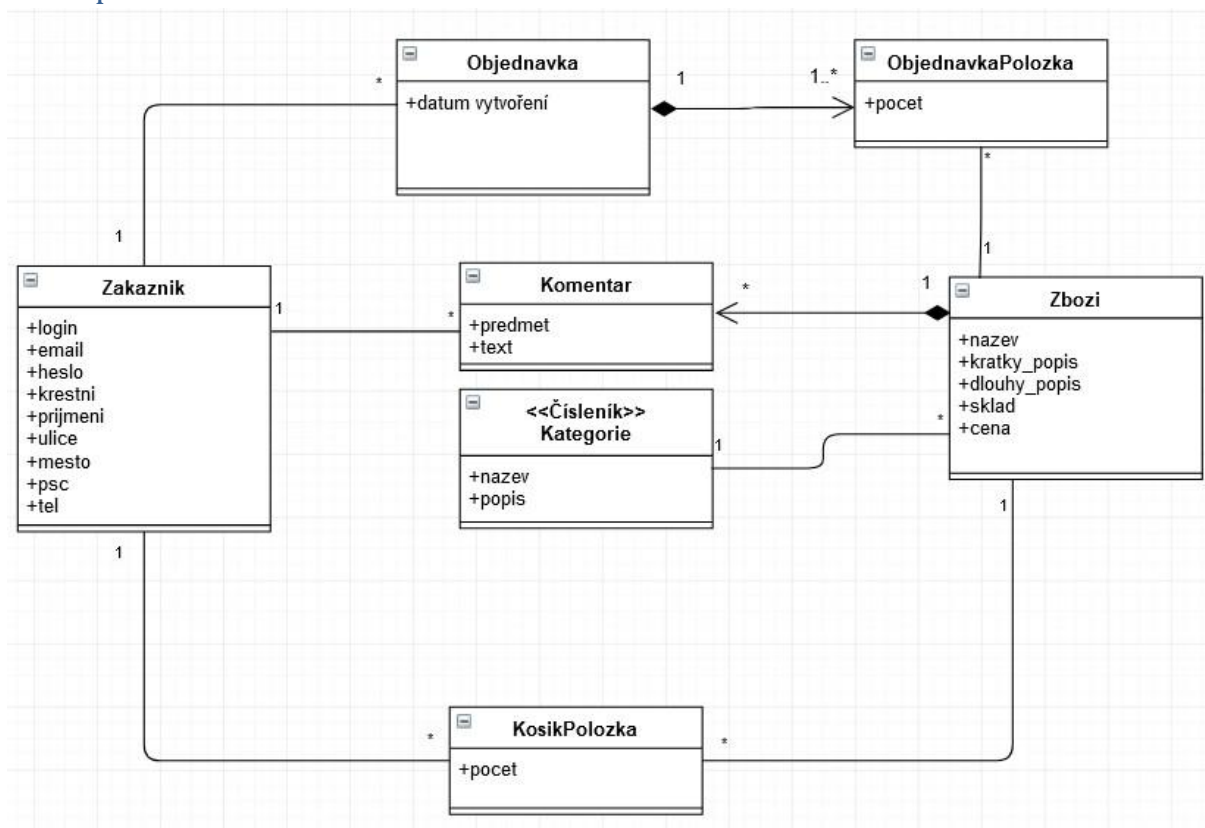 Objednavka
+datum vytvoření
ObjednavkaPolozka
+pocet
*
1
1..*
*
1
1
Zakaznik
+login
+email
+heslo
+krestni
+prijmeni
+ulice
+mesto
+psc
+tel
1
*
Komentar
+predmet
+text
*
1
Zbozi
+nazev
+kratky_popis
+dlouhy_popis
+sklad
+cena
<<Čísleník>>
Kategorie
+nazev
+popis
1
*
1
1
*
KosikPolozka
+pocet
*